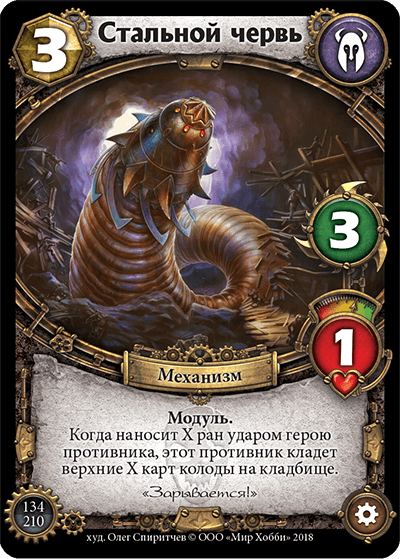 3
Стальной червь
3
1
Механизм
Модуль.
Когда наносит X ран ударом герою
противника, этот противник кладет
верхние X карт колоды на кладбище.
«Зарывается!»
134
210
худ. Олег Спиритчев © ООО «Мир Хобби» 2018